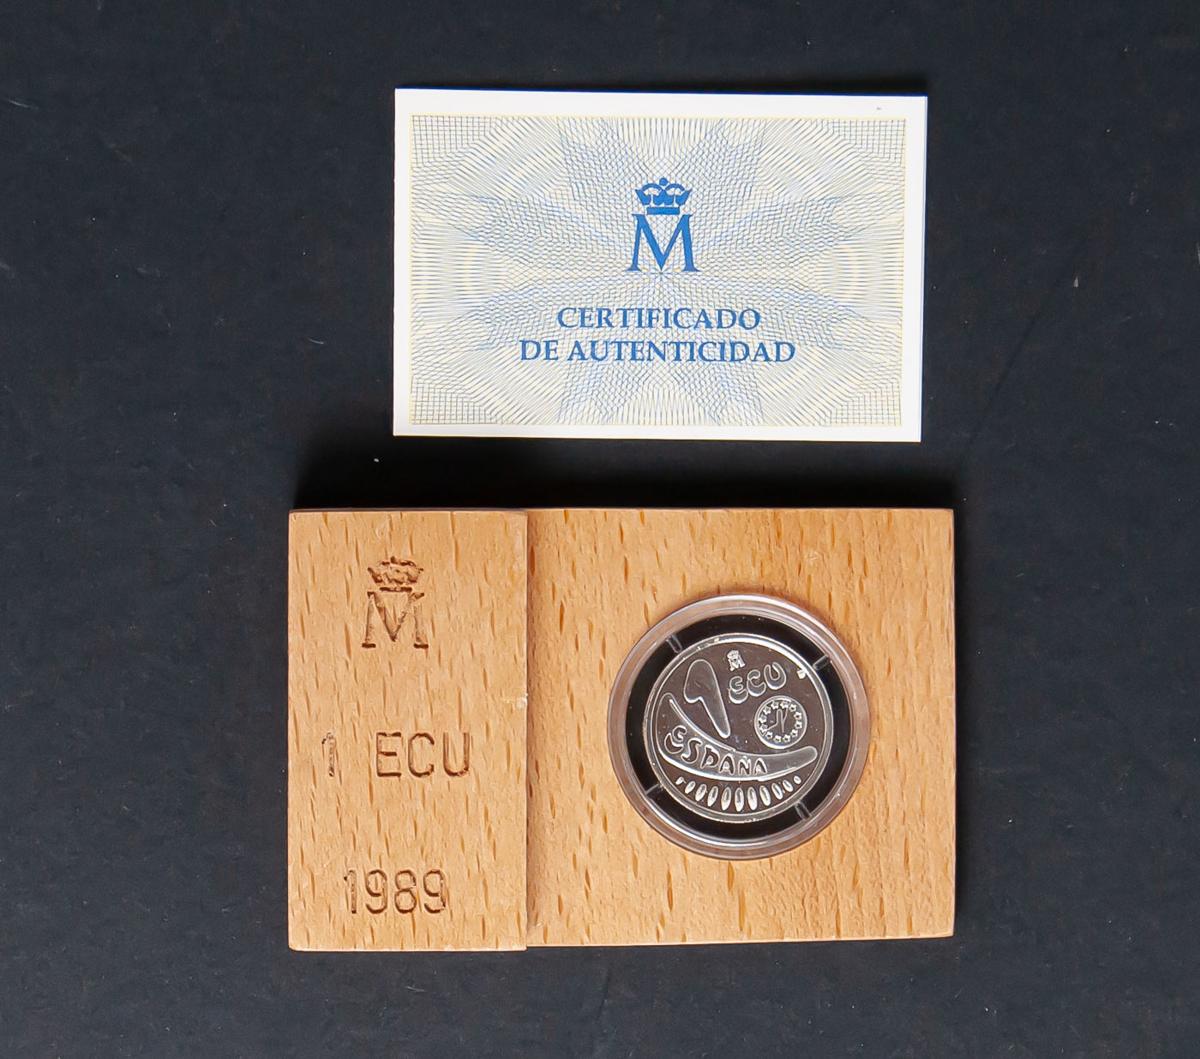 M
CERTIFICADO
DE AUTENTICIDAD
M
1 ECU
1989
M
1 ECU
ESPAÑA